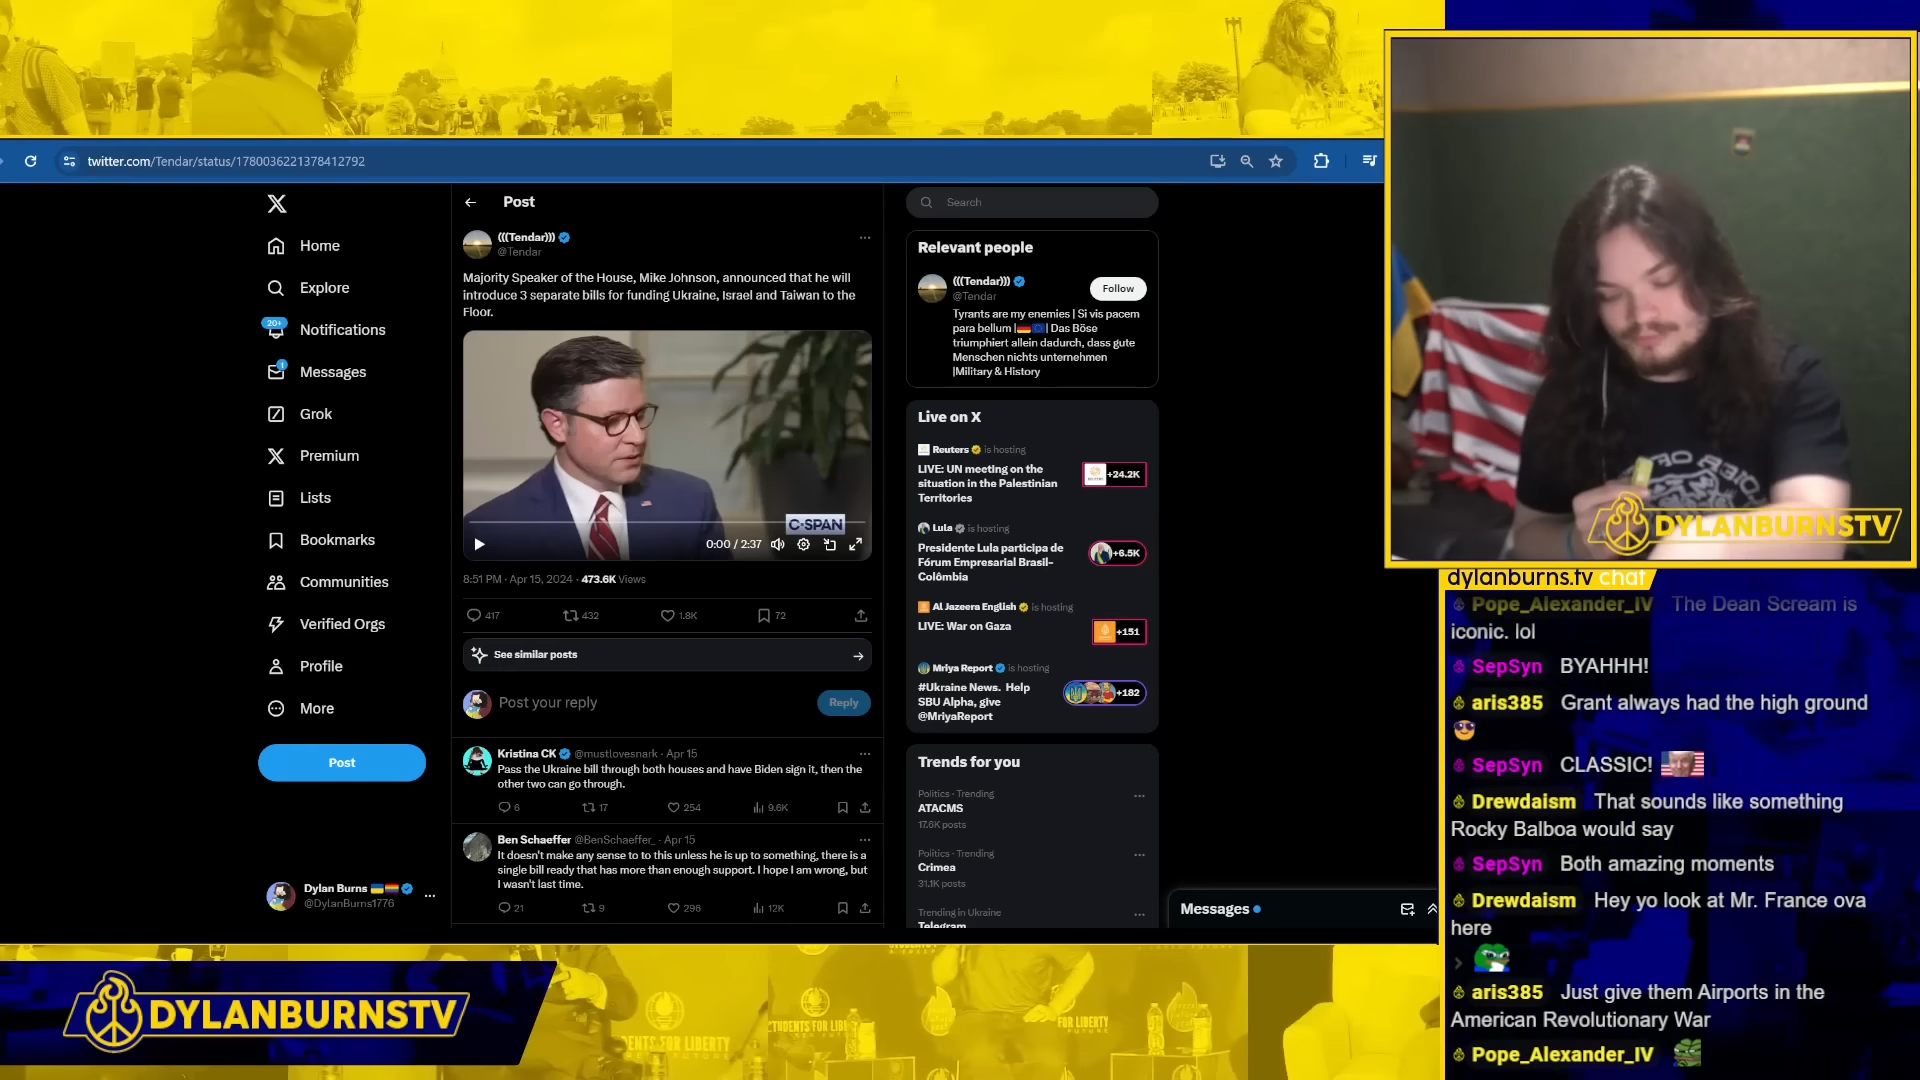 twitter.com/Tendar/status/1780036221378412792
Home
Explore
20+
Notifications
1
Messages
Grok
Premium
Lists
Bookmarks
Communities
Verified Orgs
Profile
More
Post
Dylan Burns
@DylanBurns1776
Post
(((Tendar)))
@Tendar
Majority Speaker of the House, Mike Johnson, announced that he will
introduce 3 separate bills for funding Ukraine, Israel and Taiwan to the
Floor.
C-SPAN
0:00 / 2:37
8:51 PM · Apr 15, 2024 · 473.6K Views
417 432 1.8K 72
See similar posts
Post your reply
Reply
Kristina CK @mustlovesnark · Apr 15
Pass the Ukraine bill through both houses and have Biden sign it, then the
other two can go through.
6 17 254 9.6K
Ben Schaeffer @BenSchaeffer_ · Apr 15
It doesn't make any sense to to this unless he is up to something, there is a
single bill ready that has more than enough support. I hope I am wrong, but
I wasn't last time.
21 9 296 12K
Search
Relevant people
(((Tendar)))
@Tendar
Follow
Tyrants are my enemies | Si vis pacem
para bellum | | Das Böse
triumphiert allein dadurch, dass gute
Menschen nichts unternehmen
|Military & History
Live on X
Reuters is hosting
LIVE: UN meeting on the
situation in the Palestinian
Territories
+24.2K
Lula is hosting
Presidente Lula participa de
Fórum Empresarial Brasil-
Colômbia
+6.5K
Al Jazeera English is hosting
LIVE: War on Gaza
+151
Mriya Report is hosting
#Ukraine News. Help
SBU Alpha, give
@MriyaReport
+182
Trends for you
Politics · Trending
ATACMS
17.6K posts
Politics · Trending
Crimea
31.1K posts
Trending in Ukraine
Telegram
Messages
DYLANBURNSTV
dylanburns.tv chat
Pope_Alexander_IV The Dean Scream is
iconic. lol
SepSyn BYAHHH!
aris385 Grant always had the high ground
SepSyn CLASSIC!
Drewdaism That sounds like something
Rocky Balboa would say
SepSyn Both amazing moments
Drewdaism Hey yo look at Mr. France ova
here
aris385 Just give them Airports in the
American Revolutionary War
Pope_Alexander_IV
DYLANBURNSTV
FOR LIBERTY